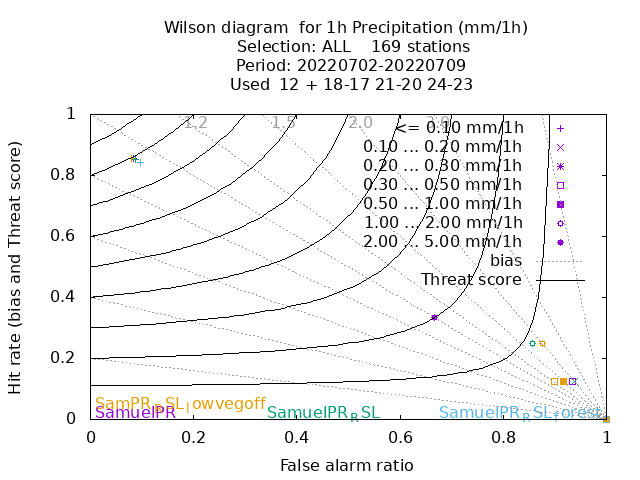 Wilson diagram  for 1h Precipitation (mm/1h)
Selection: ALL    169 stations
Period: 20220702-20220709
Used  12 + 18-17 21-20 24-23
Hit rate (bias and Threat score)
1
0.8
0.6
0.4
0.2
0
1.2
1.5
2.0
<= 0.10 mm/1h
0.10 ... 0.20 mm/1h
0.20 ... 0.30 mm/1h
0.30 ... 0.50 mm/1h
0.50 ... 1.00 mm/1h
1.00 ... 2.00 mm/1h
2.00 ... 5.00 mm/1h
bias
Threat score
SamPR_RSL_lowvegoff
SamuelPR
SamuelPR_RSL
SamuelPR_RSL_forest
0 0.2 0.4 0.6 0.8 1
False alarm ratio